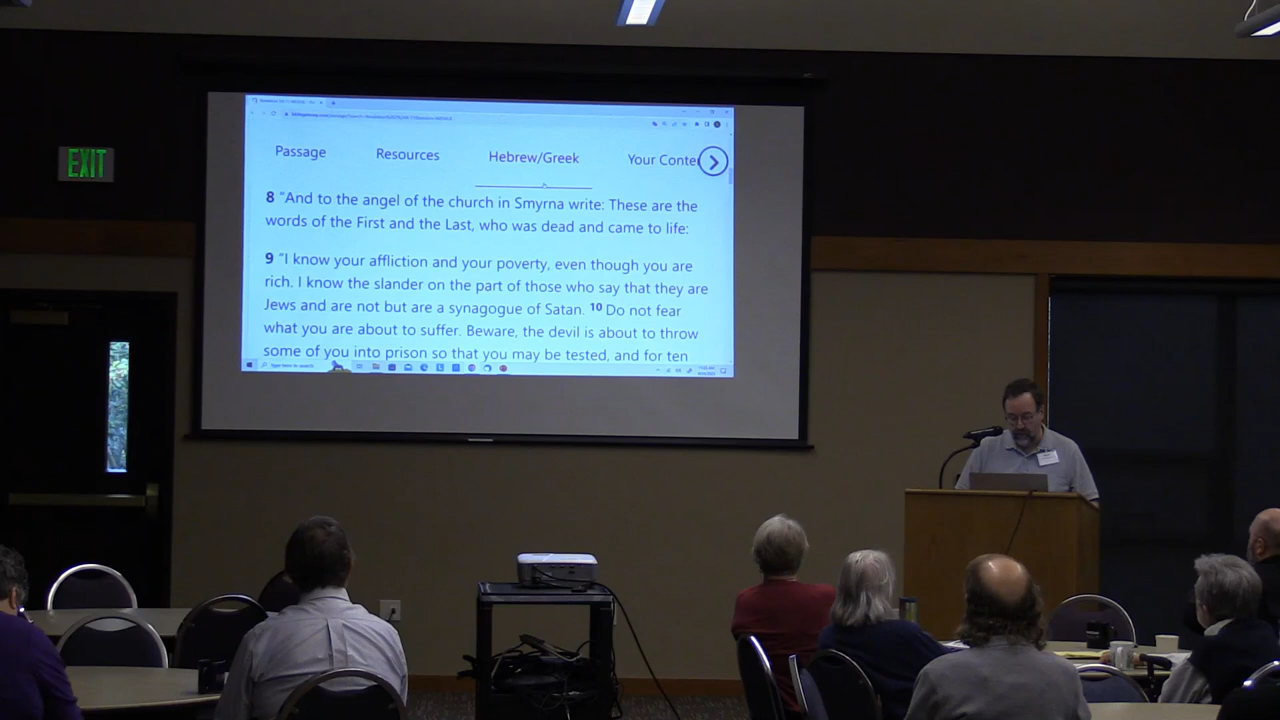 EXIT
Passage Resources Hebrew/Greek Your Conte
8 "And to the angel of the church in Smyrna write: These are the
words of the First and the Last, who was dead and came to life:
9 "I know your affliction and your poverty, even though you are
rich. I know the slander on the part of those who say that they are
Jews and are not but are a synagogue of Satan. 10 Do not fear
what you are about to suffer. Beware, the devil is about to throw
some of you into prison so that you may be tested, and for ten
Type here to search